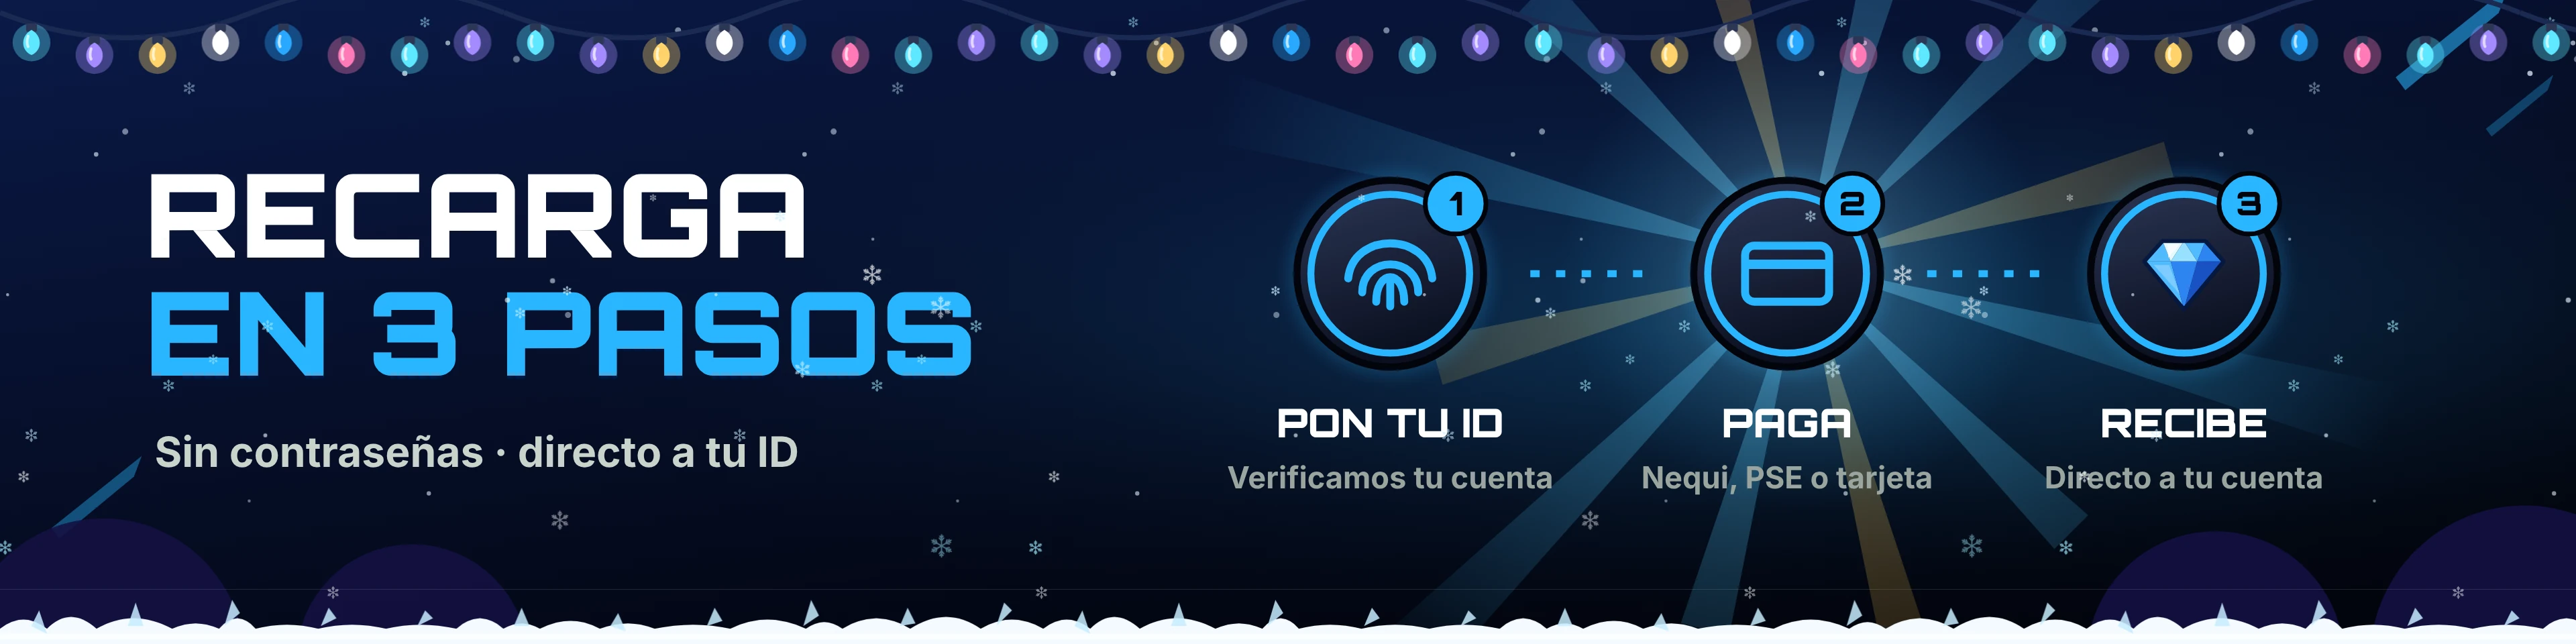 RECARGA
EN 3 PASOS
Sin contraseñas · directo a tu ID
1
PON TU ID
Verificamos tu cuenta
2
PAGA
Nequi, PSE o tarjeta
3
RECIBE
Directo a tu cuenta